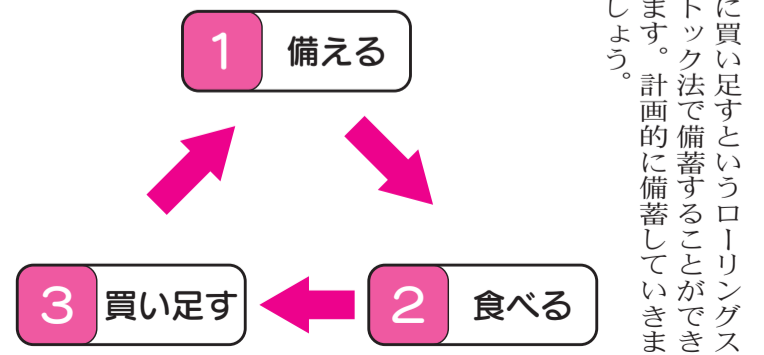 に買い足すというローリングス
トック法で備蓄することができ
ます。計画的に備蓄していきま
しょう。
1 備える
2 食べる
3 買い足す